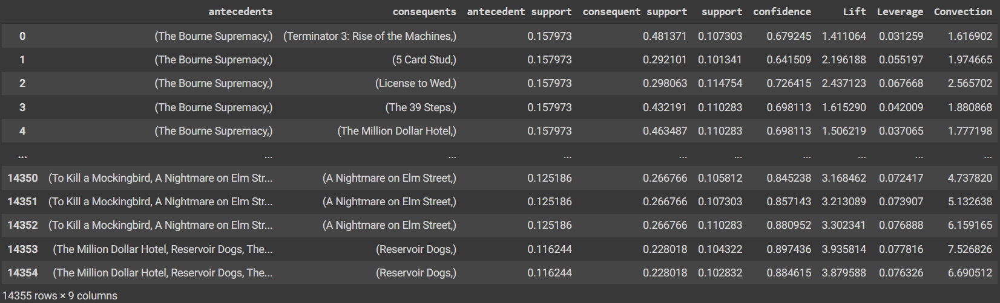 antecedents consequents antecedent support consequent support support confidence Lift Leverage Convection
0 (The Bourne Supremacy,) (Terminator 3: Rise of the Machines,) 0.157973 0.481371 0.107303 0.679245 1.411064 0.031259 1.616902
1 (The Bourne Supremacy,) (5 Card Stud,) 0.157973 0.292101 0.101341 0.641509 2.196188 0.055197 1.974665
2 (The Bourne Supremacy,) (License to Wed,) 0.157973 0.298063 0.114754 0.726415 2.437123 0.067668 2.565702
3 (The Bourne Supremacy,) (The 39 Steps,) 0.157973 0.432191 0.110283 0.698113 1.615290 0.042009 1.880868
4 (The Bourne Supremacy,) (The Million Dollar Hotel,) 0.157973 0.463487 0.110283 0.698113 1.506219 0.037065 1.777198
... ... ... ... ... ... ... ... ... ...
14350 (To Kill a Mockingbird, A Nightmare on Elm Str... (A Nightmare on Elm Street,) 0.125186 0.266766 0.105812 0.845238 3.168462 0.072417 4.737820
14351 (To Kill a Mockingbird, A Nightmare on Elm Str... (A Nightmare on Elm Street,) 0.125186 0.266766 0.107303 0.857143 3.213089 0.073907 5.132638
14352 (To Kill a Mockingbird, A Nightmare on Elm Str... (A Nightmare on Elm Street,) 0.125186 0.266766 0.110283 0.880952 3.302341 0.076888 6.159165
14353 (The Million Dollar Hotel, Reservoir Dogs, The... (Reservoir Dogs,) 0.116244 0.228018 0.104322 0.897436 3.935814 0.077816 7.526826
14354 (The Million Dollar Hotel, Reservoir Dogs, The... (Reservoir Dogs,) 0.116244 0.228018 0.102832 0.884615 3.879588 0.076326 6.690512
14355 rows × 9 columns